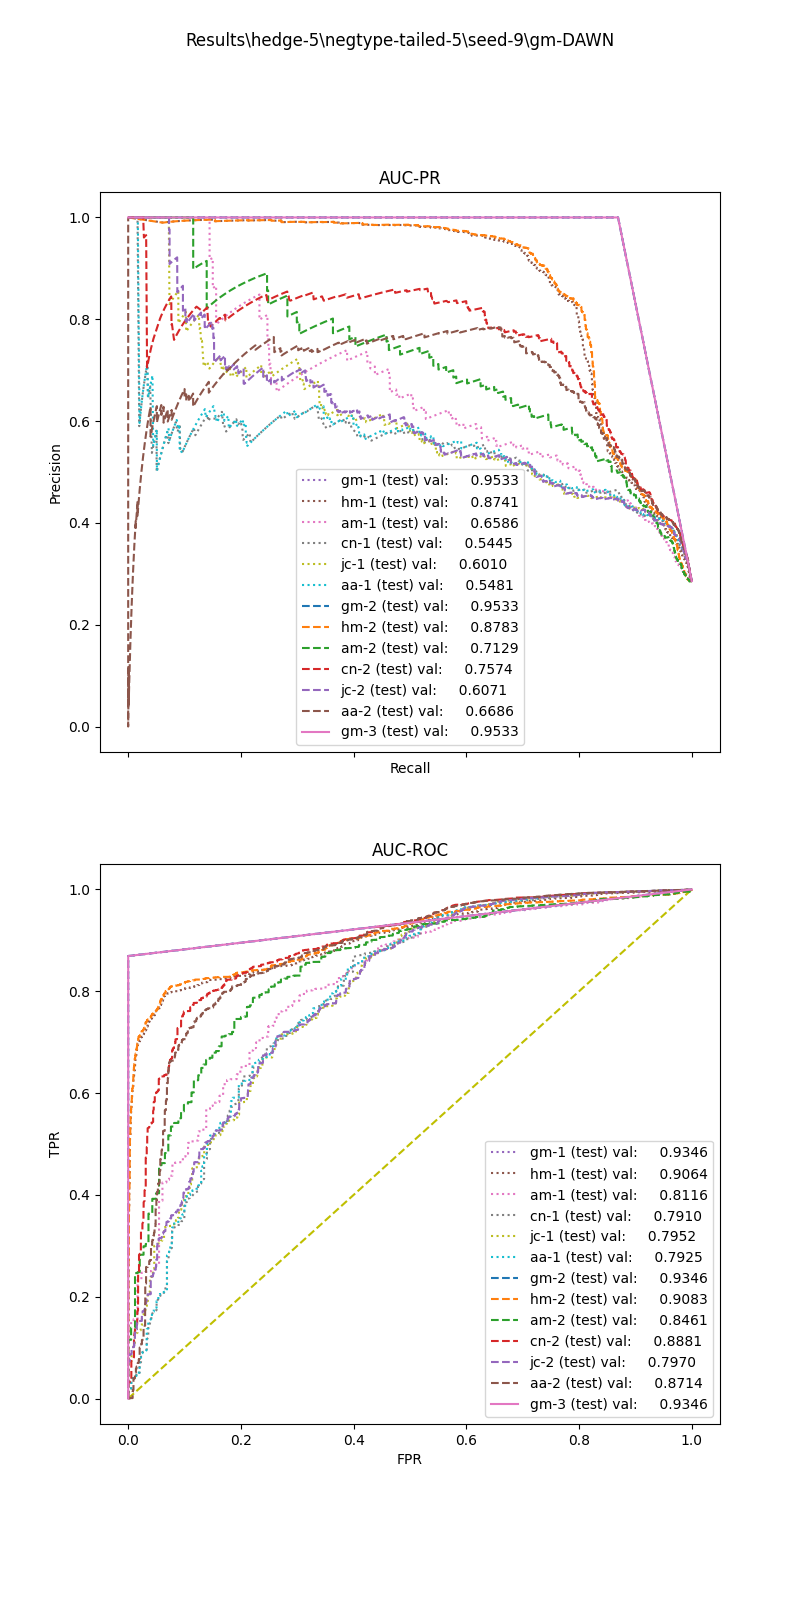 Results\hedge-5\negtype-tailed-5\seed-9\gm-DAWN
AUC-PR
1.0
0.8
0.6
0.4
0.2
0.0
Precision
gm-1 (test) val: 0.9533
hm-1 (test) val: 0.8741
am-1 (test) val: 0.6586
cn-1 (test) val: 0.5445
jc-1 (test) val: 0.6010
aa-1 (test) val: 0.5481
gm-2 (test) val: 0.9533
hm-2 (test) val: 0.8783
am-2 (test) val: 0.7129
cn-2 (test) val: 0.7574
jc-2 (test) val: 0.6071
aa-2 (test) val: 0.6686
gm-3 (test) val: 0.9533
Recall
AUC-ROC
1.0
0.8
0.6
0.4
0.2
0.0
TPR
gm-1 (test) val: 0.9346
hm-1 (test) val: 0.9064
am-1 (test) val: 0.8116
cn-1 (test) val: 0.7910
jc-1 (test) val: 0.7952
aa-1 (test) val: 0.7925
gm-2 (test) val: 0.9346
hm-2 (test) val: 0.9083
am-2 (test) val: 0.8461
cn-2 (test) val: 0.8881
jc-2 (test) val: 0.7970
aa-2 (test) val: 0.8714
gm-3 (test) val: 0.9346
0.0 0.2 0.4 0.6 0.8 1.0
FPR